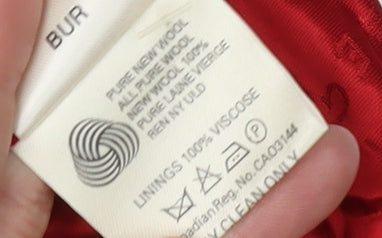 BUR
PURE NEW WOOL
ALL PURE WOOL
NEW WOOL 100%
PURE LAINE VIERGE
REN NY ULD
LININGS 100% VISCOSE
P
adian Reg. No. CA03144
CLEAN ONLY